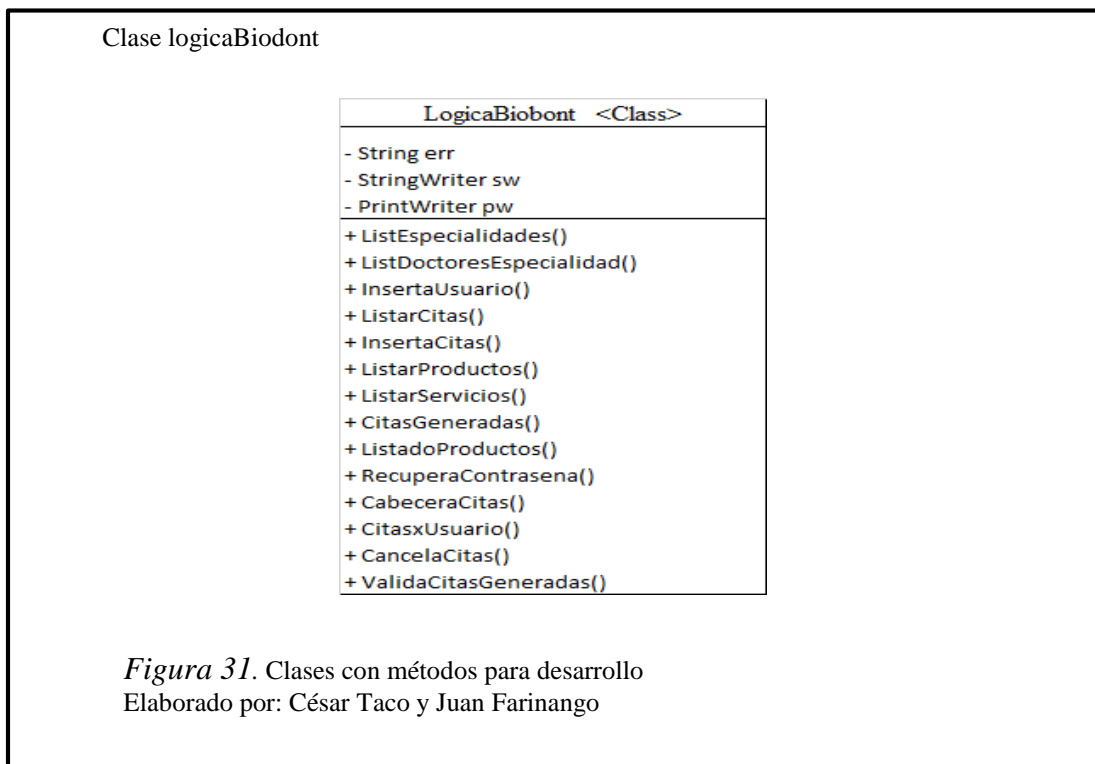 Clase logicaBiodont
LogicaBiobont <Class>
- String err
- StringWriter sw
- PrintWriter pw
+ ListEspecialidades()
+ ListDoctoresEspecialidad()
+ InsertaUsuario()
+ ListarCitas()
+ InsertaCitas()
+ ListarProductos()
+ ListarServicios()
+ CitasGeneradas()
+ ListadoProductos()
+ RecuperaContrasena()
+ CabeceraCitas()
+ CitasxUsuario()
+ CancelaCitas()
+ ValidaCitasGeneradas()
Figura 31. Clases con métodos para desarrollo
Elaborado por: César Taco y Juan Farinango